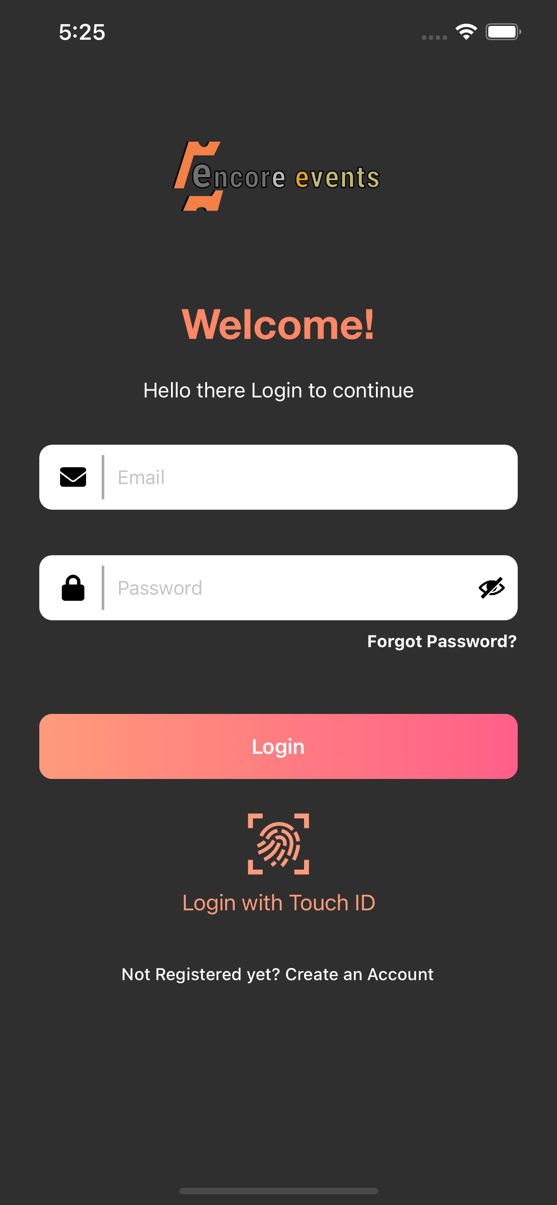 5:25
encore events
Welcome!
Hello there Login to continue
Email
Password
Forgot Password?
Login
Login with Touch ID
Not Registered yet? Create an Account